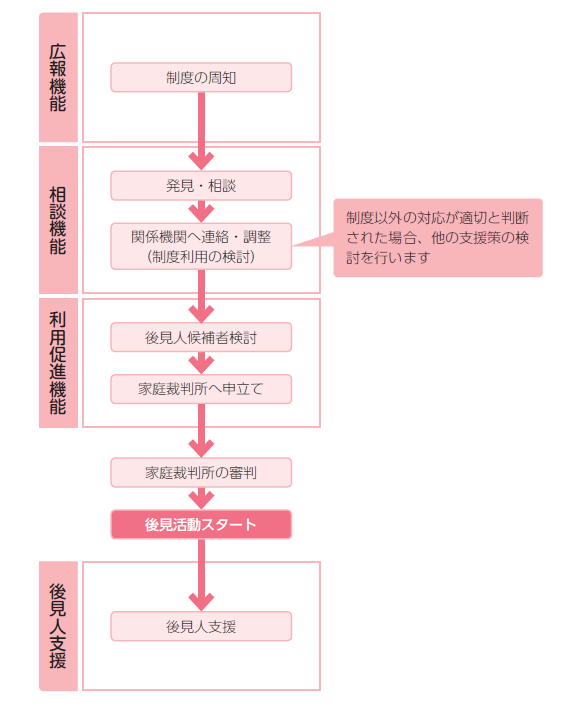 広報機能
制度の周知
相談機能
発見・相談
関係機関へ連絡・調整
(制度利用の検討)
制度以外の対応が適切と判断
された場合、他の支援策の検
討を行います
利用促進機能
後見人候補者検討
家庭裁判所へ申立て
家庭裁判所の審判
後見活動スタート
後見人支援
後見人支援